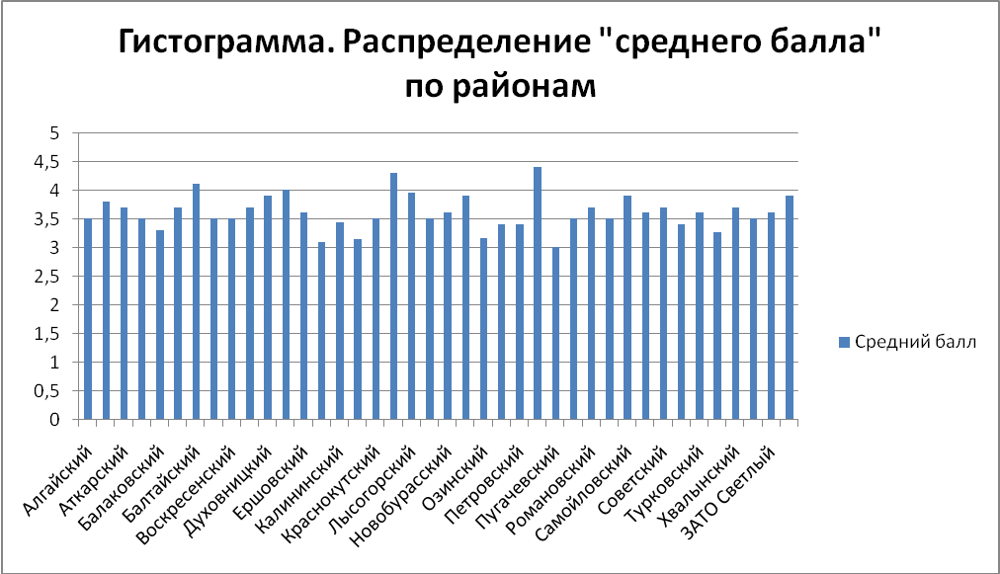 Гистограмма. Распределение "среднего балла"
по районам
5
4,5
4
3,5
3
2,5
2
1,5
1
0,5
0
Средний балл
Алгайский
Аткарский
Балаковский
Балтайский
Воскресенский
Духовницкий
Ершовский
Калининский
Краснокутский
Лысогорский
Новобурасский
Озинский
Петровский
Пугачевский
Романовский
Самойловский
Советский
Турковский
Хвалынский
ЗАТО Светлый